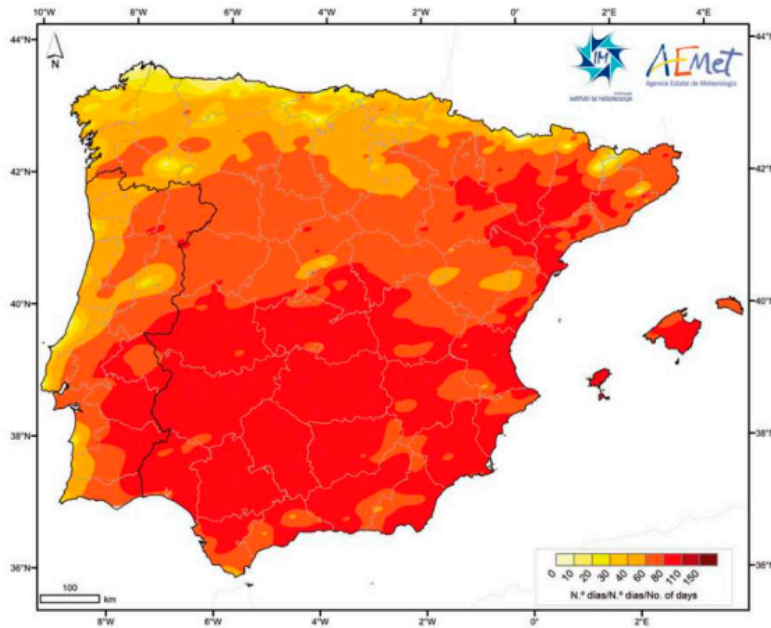 10°W 8°W 6°W 4°W 2°W 0° 2°E 4°E
44°N 44°N
N
IM
AEMet
Agencia Estatal de Meteorología
42°N 42°N
40°N 40°N
38°N 38°N
36°N 36°N
0 10 20 30 40 60 80 110 150
N.º días/N.º dias/No. of days
100
km
10°W 8°W 6°W 4°W 2°W 0° 2°E